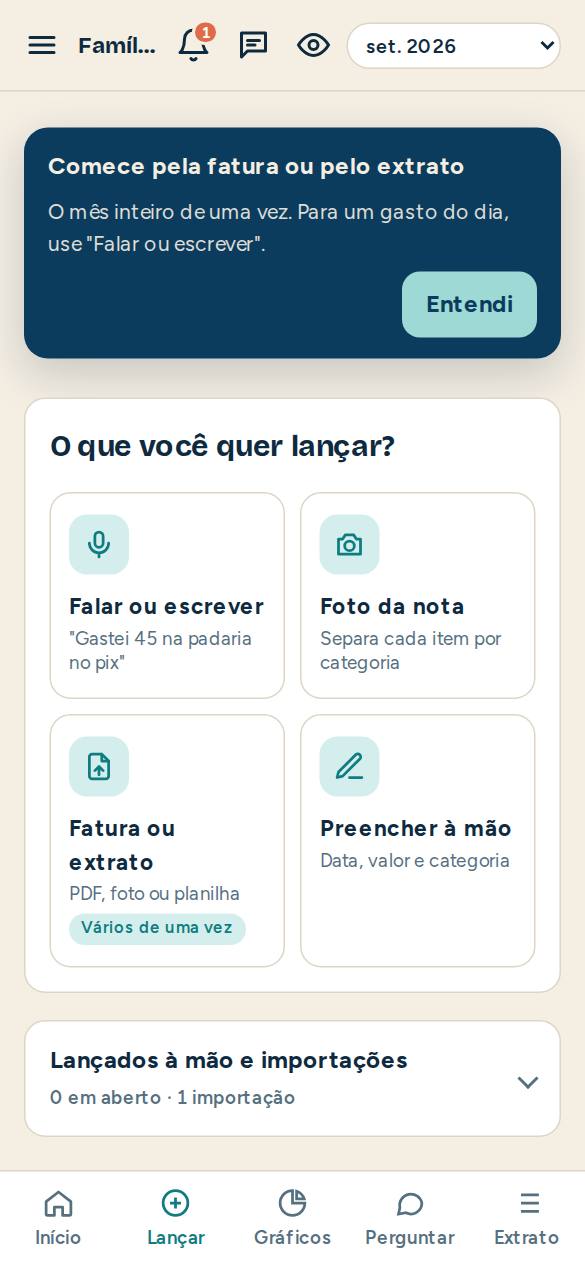 Famíl...
1
set. 2026
Comece pela fatura ou pelo extrato
O mês inteiro de uma vez. Para um gasto do dia,
use "Falar ou escrever".
Entendi
O que você quer lançar?
Falar ou escrever
"Gastei 45 na padaria
no pix"
Foto da nota
Separa cada item por
categoria
Fatura ou
extrato
PDF, foto ou planilha
Vários de uma vez
Preencher à mão
Data, valor e categoria
Lançados à mão e importações
0 em aberto · 1 importação
Início
Lançar
Gráficos
Perguntar
Extrato